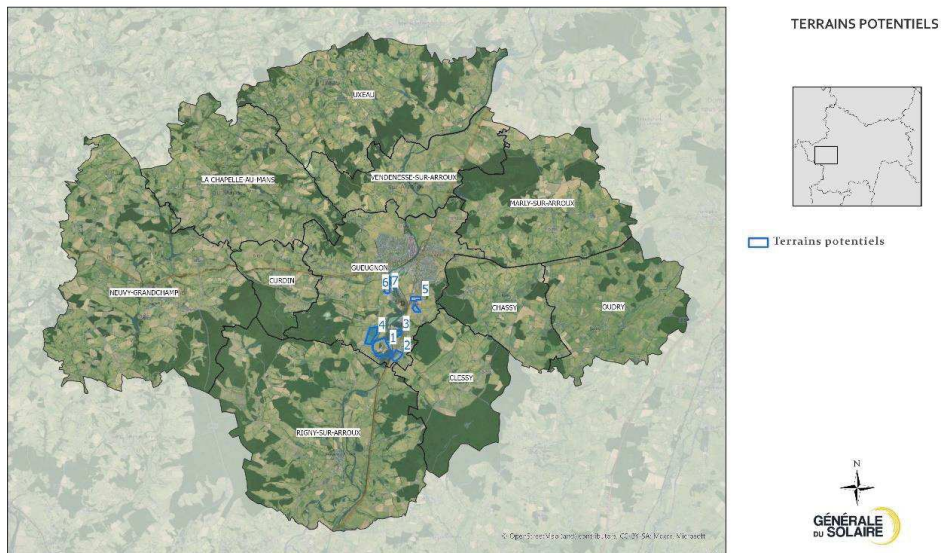 TERRAINS POTENTIELS
UXEAU
LA CHAPELLE-AU-MANS
VENDENESSE-SUR-ARROUX
MARLY-SUR-ARROUX
GUEUGNON
CURDIN
NEUVY-GRANDCHAMP
6
7
5
CHASSY
OUDRY
4
3
1
2
CLESSY
RIGNY-SUR-ARROUX
Terrains potentiels
N
GÉNÉRALE
DU SOLAIRE